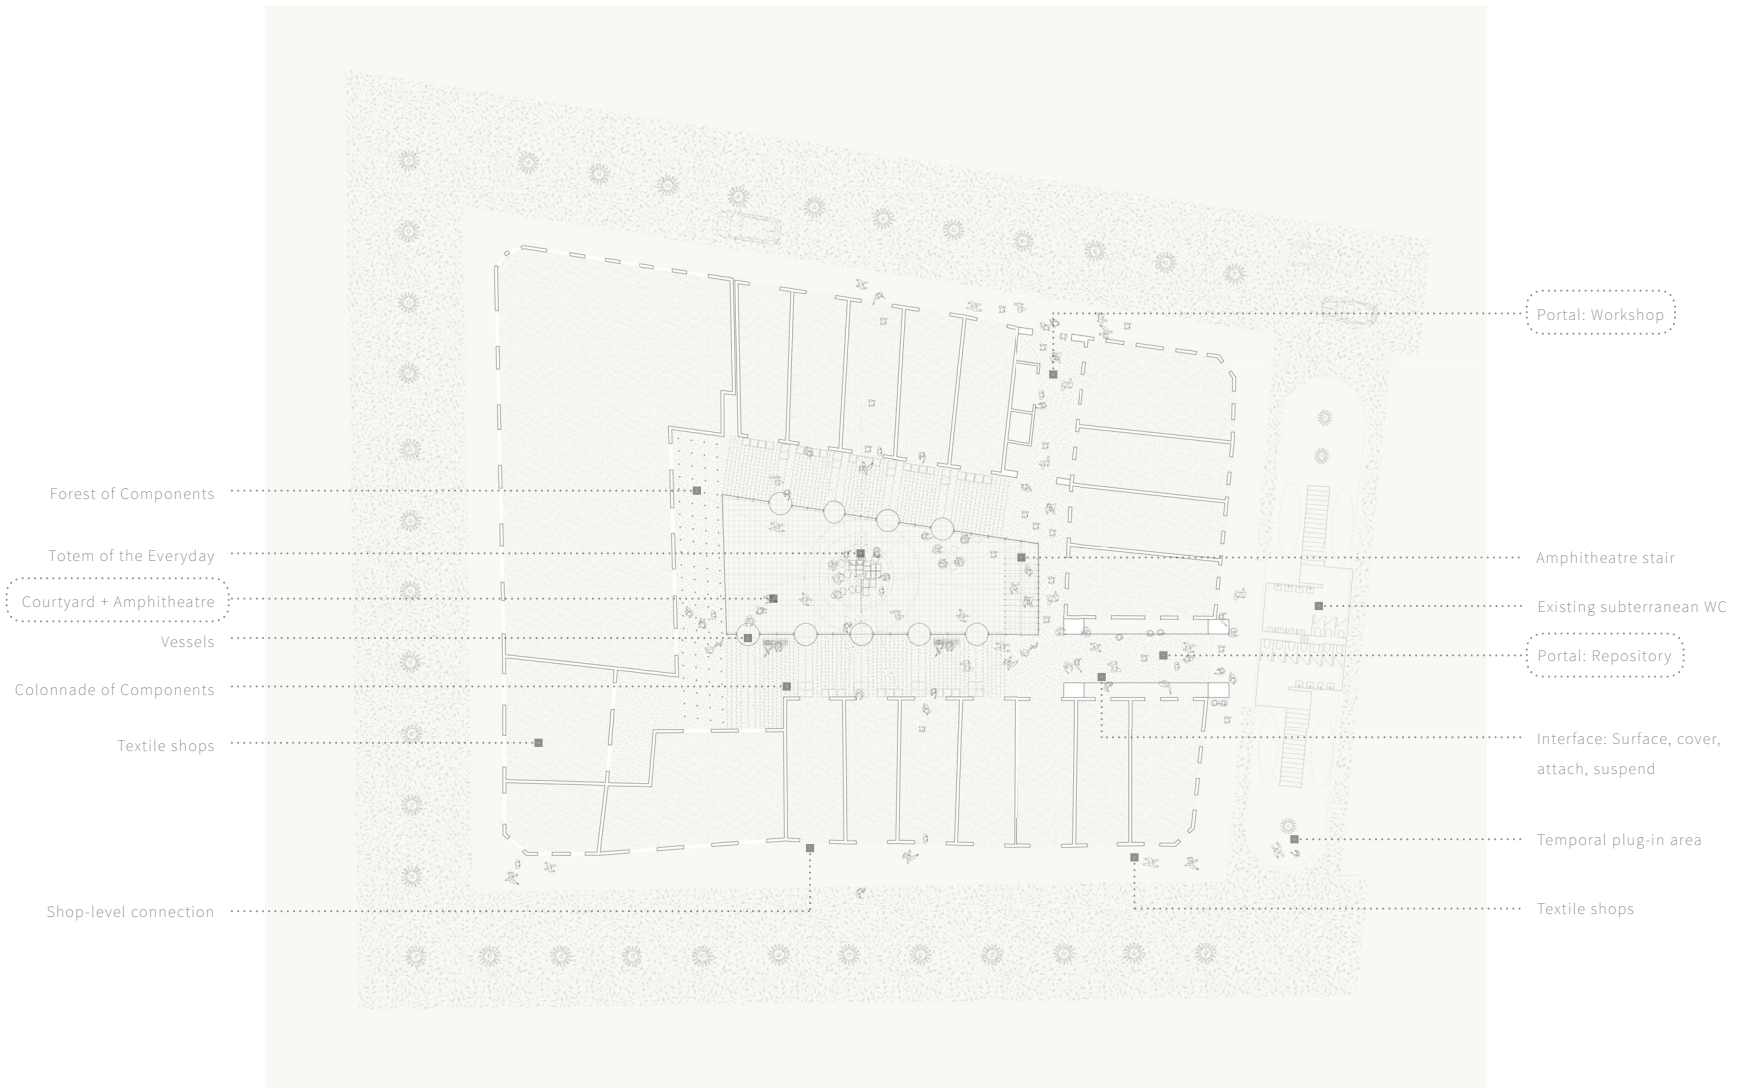 Forest of Components
Totem of the Everyday
Courtyard + Amphitheatre
Vessels
Colonnade of Components
Textile shops
Shop-level connection
Portal: Workshop
Amphitheatre stair
Existing subterranean WC
Portal: Repository
Interface: Surface, cover,
attach, suspend
Temporal plug-in area
Textile shops